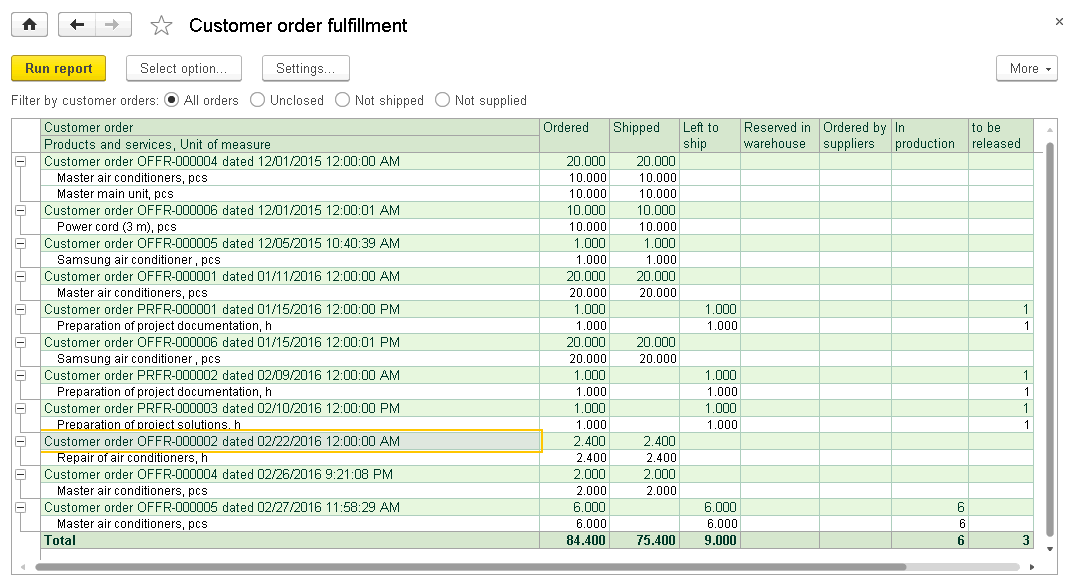 Customer order fulfillment
×
Run report Select option... Settings... More
Filter by customer orders: All orders Unclosed Not shipped Not supplied
Customer order Ordered Shipped Left to ship Reserved in warehouse Ordered by suppliers In production to be released
Products and services, Unit of measure
Customer order OFFR-000004 dated 12/01/2015 12:00:00 AM 20.000 20.000
Master air conditioners, pcs 10.000 10.000
Master main unit, pcs 10.000 10.000
Customer order OFFR-000006 dated 12/01/2015 12:00:01 AM 10.000 10.000
Power cord (3 m), pcs 10.000 10.000
Customer order OFFR-000005 dated 12/05/2015 10:40:39 AM 1.000 1.000
Samsung air conditioner , pcs 1.000 1.000
Customer order OFFR-000001 dated 01/11/2016 12:00:00 AM 20.000 20.000
Master air conditioners, pcs 20.000 20.000
Customer order PRFR-000001 dated 01/15/2016 12:00:00 PM 1.000 1.000 1
Preparation of project documentation, h 1.000 1.000 1
Customer order OFFR-000006 dated 01/15/2016 12:00:01 PM 20.000 20.000
Samsung air conditioner , pcs 20.000 20.000
Customer order PRFR-000002 dated 02/09/2016 12:00:00 AM 1.000 1.000 1
Preparation of project documentation, h 1.000 1.000 1
Customer order PRFR-000003 dated 02/10/2016 12:00:00 PM 1.000 1.000 1
Preparation of project solutions, h 1.000 1.000 1
Customer order OFFR-000002 dated 02/22/2016 12:00:00 AM 2.400 2.400
Repair of air conditioners, h 2.400 2.400
Customer order OFFR-000004 dated 02/26/2016 9:21:08 PM 2.000 2.000
Master air conditioners, pcs 2.000 2.000
Customer order OFFR-000005 dated 02/27/2016 11:58:29 AM 6.000 6.000 6
Master air conditioners, pcs 6.000 6.000 6
Total 84.400 75.400 9.000 6 3